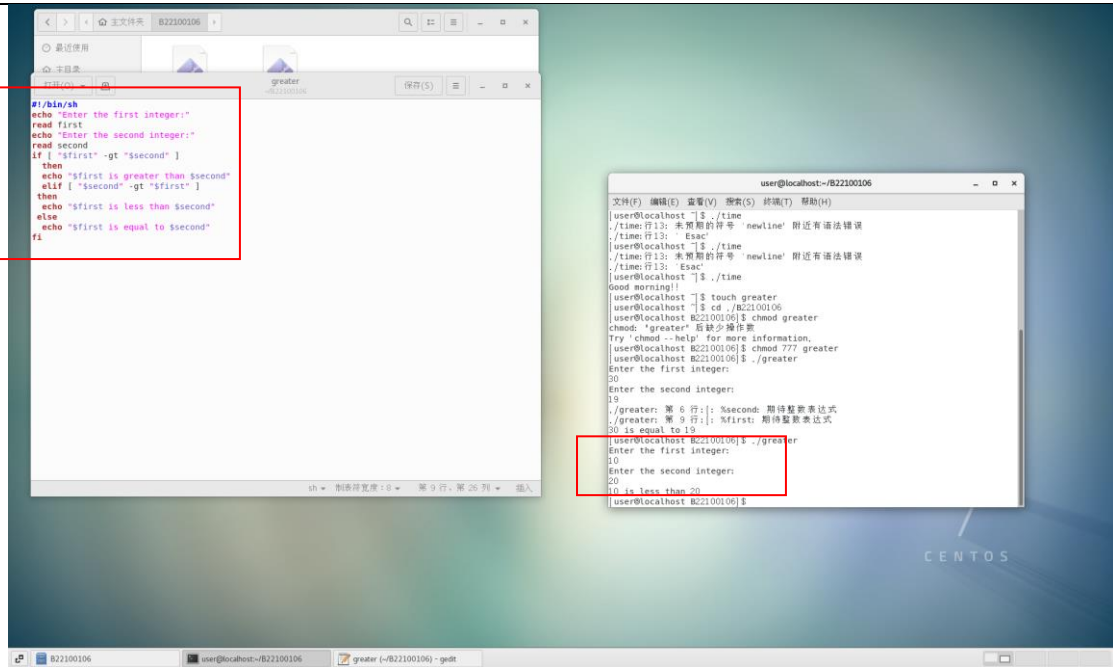 主文件夹 B22100106
最近使用
主目录
打开(O)
greater
~/B22100106
保存(S)
#!/bin/sh
echo "Enter the first integer:"
read first
echo "Enter the second integer:"
read second
if [ "$first" -gt "$second" ]
then
echo "$first is greater than $second"
elif [ "$second" -gt "$first" ]
then
echo "$first is less than $second"
else
echo "$first is equal to $second"
fi
sh 制表符宽度：8 第 9 行，第 26 列 插入
user@localhost:~/B22100106
文件(F) 编辑(E) 查看(V) 搜索(S) 终端(T) 帮助(H)
[user@localhost ~]$ ./time
./time:行13: 未预期的符号 `newline' 附近有语法错误
./time:行13: ` Esac'
[user@localhost ~]$ ./time
./time:行13: 未预期的符号 `newline' 附近有语法错误
./time:行13: `Esac'
[user@localhost ~]$ ./time
Good morning!!
[user@localhost ~]$ touch greater
[user@localhost ~]$ cd ./B22100106
[user@localhost B22100106]$ chmod greater
chmod: "greater" 后缺少操作数
Try 'chmod --help' for more information.
[user@localhost B22100106]$ chmod 777 greater
[user@localhost B22100106]$ ./greater
Enter the first integer:
30
Enter the second integer:
19
./greater: 第 6 行:[: %second: 期待整数表达式
./greater: 第 9 行:[: %first: 期待整数表达式
30 is equal to 19
[user@localhost B22100106]$ ./greater
Enter the first integer:
10
Enter the second integer:
20
10 is less than 20
[user@localhost B22100106]$
7
CENTOS
B22100106 user@localhost:~/B22100106 greater (~/B22100106) - gedit